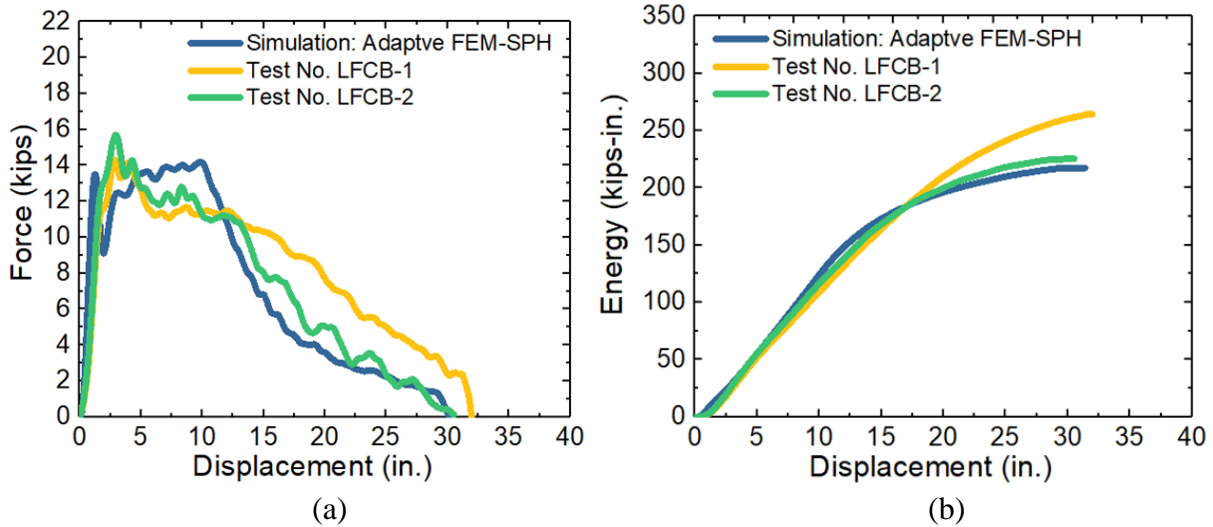 Simulation: Adaptve FEM-SPH
Test No. LFCB-1
Test No. LFCB-2
22
20
18
16
14
12
10
8
6
4
2
0
Force (kips)
0 5 10 15 20 25 30 35 40
Displacement (in.)
(a)
Simulation: Adaptve FEM-SPH
Test No. LFCB-1
Test No. LFCB-2
350
300
250
200
150
100
50
0
Energy (kips-in.)
0 5 10 15 20 25 30 35 40
Displacement (in.)
(b)